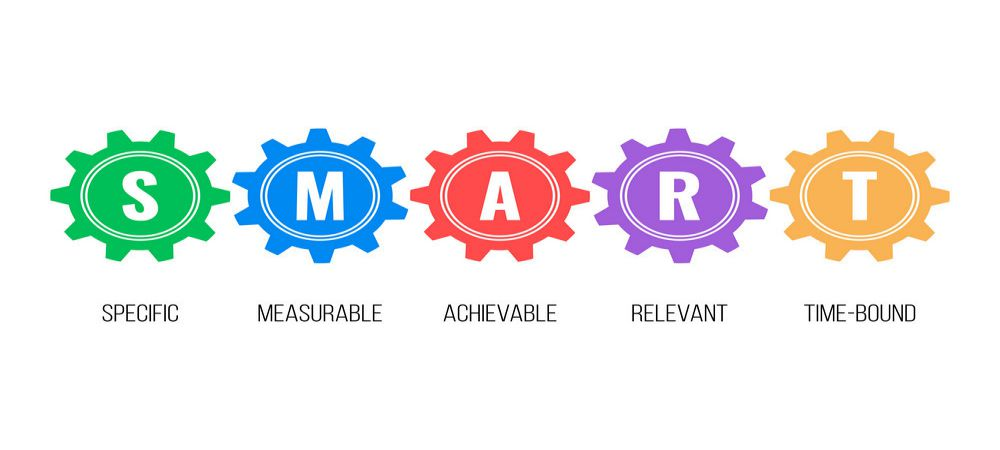 S M A R T
SPECIFIC MEASURABLE ACHIEVABLE RELEVANT TIME-BOUND